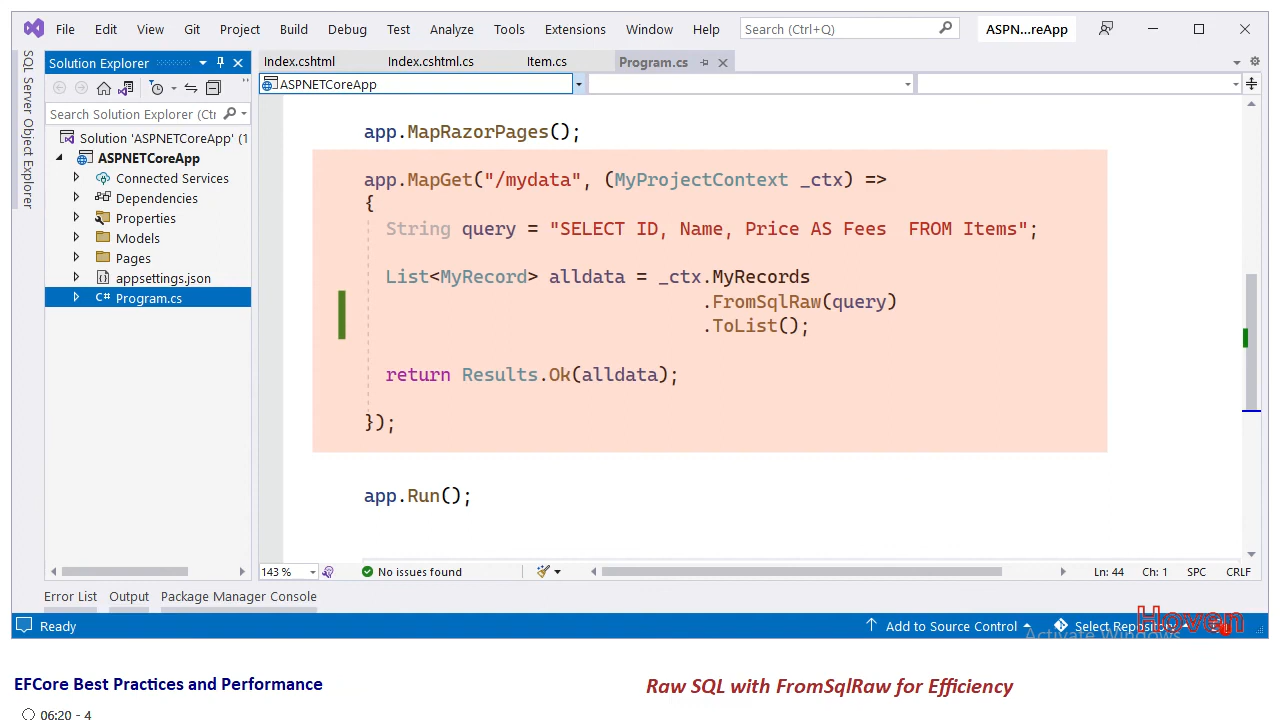 File Edit View Git Project Build Debug Test Analyze Tools Extensions Window Help Search (Ctrl+Q) ASPN...reApp
SQL Server Object Explorer
Solution Explorer
Index.cshtml Index.cshtml.cs Item.cs Program.cs
ASPNETCoreApp
Search Solution Explorer (Ctr
Solution 'ASPNETCoreApp' (1
ASPNETCoreApp
Connected Services
Dependencies
Properties
Models
Pages
appsettings.json
C# Program.cs
app.MapRazorPages();
app.MapGet("/mydata", (MyProjectContext _ctx) =>
{
String query = "SELECT ID, Name, Price AS Fees  FROM Items";
List<MyRecord> alldata = _ctx.MyRecords
.FromSqlRaw(query)
.ToList();
return Results.Ok(alldata);
});
app.Run();
143 % No issues found Ln: 44 Ch: 1 SPC CRLF
Error List Output Package Manager Console
Ready Add to Source Control Select Repository
Hoven
Activate Windows
EFCore Best Practices and Performance
Raw SQL with FromSqlRaw for Efficiency
06:20 - 4